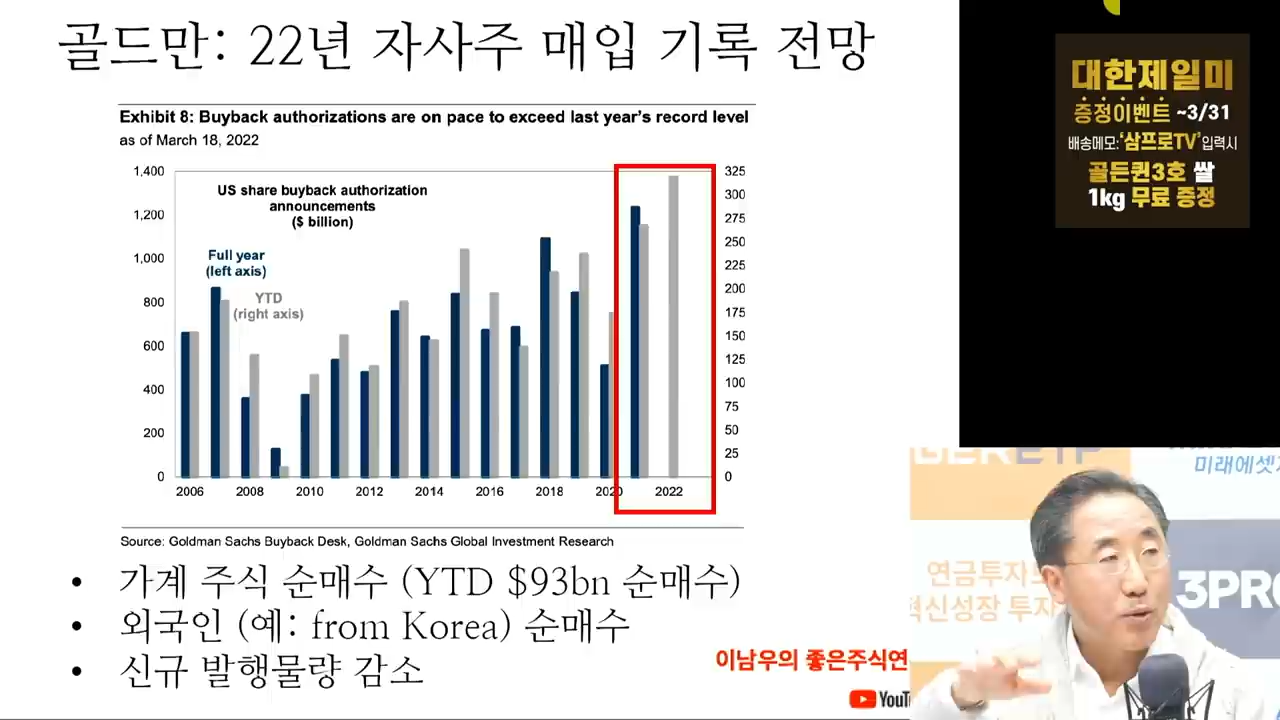 골드만: 22년 자사주 매입 기록 전망
Exhibit 8: Buyback authorizations are on pace to exceed last year's record level
as of March 18, 2022
US share buyback authorization
announcements
($ billion)
Full year
(left axis)
YTD
(right axis)
1,400
1,200
1,000
800
600
400
200
0
325
300
275
250
225
200
175
150
125
100
75
50
25
0
2006
2008
2010
2012
2014
2016
2018
2020
2022
Source: Goldman Sachs Buyback Desk, Goldman Sachs Global Investment Research
• 가계 주식 순매수 (YTD $93bn 순매수)
• 외국인 (예: from Korea) 순매수
• 신규 발행물량 감소
이남우의 좋은주식연
YouTu
대한제일미
증정이벤트 ~3/31
배송메모:'삼프로TV'입력시
골든퀸3호 쌀
1kg 무료 증정
미래에셋
연금투자
혁신성장 투자
3PRO